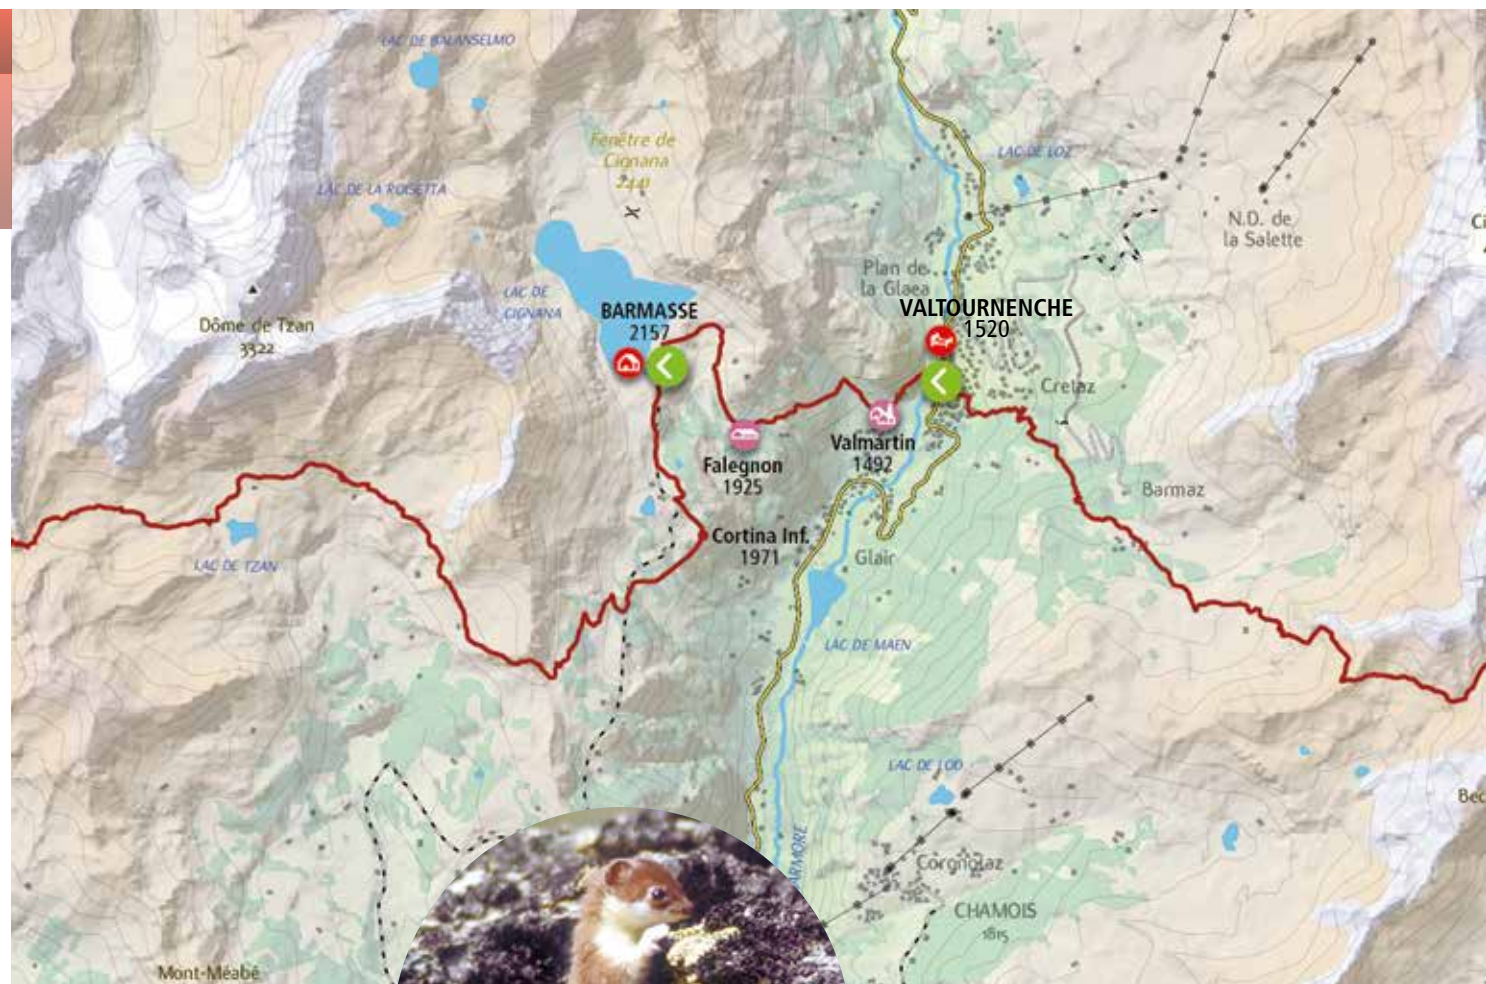 LAC DE BALANSELMO
Fenêtre de
Cignana
2441
LAC DE LOZ
LAC DE LA ROISETTA
N.D. de
la Salette
Plan de
la Glaea
LAC DE
CIGNANA
BARMASSE
2157
VALTOURNENCHE
1520
Dôme de Tzan
3322
Cretaz
Valmartin
1492
Falegnon
1925
Barmaz
Cortina Inf.
1971
Glair
LAC DE TZAN
LAC DE MAEN
LAC DE LOD
Bec
ARMORE
Corgnolaz
CHAMOIS
1815
Mont-Méabé